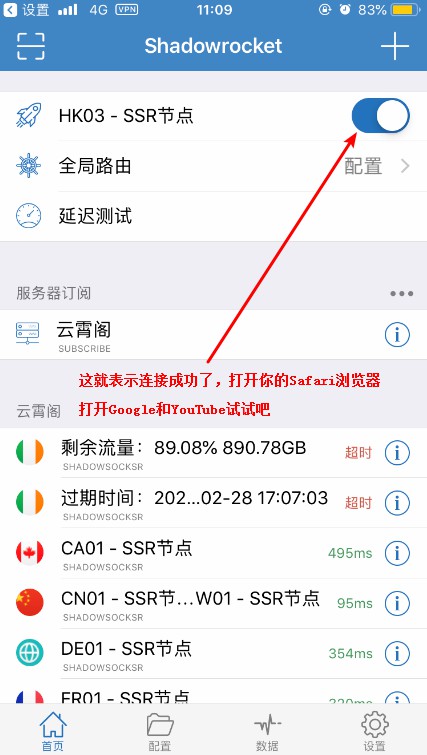 设置 4G VPN 11:09 83%
Shadowrocket
HK03 - SSR节点
全局路由 配置
延迟测试
服务器订阅
云霄阁
SUBSCRIBE
这就表示连接成功了，打开你的Safari浏览器
打开Google和YouTube试试吧
云霄阁
剩余流量：89.08% 890.78GB 超时
SHADOWSOCKSR
过期时间：202...02-28 17:07:03 超时
SHADOWSOCKSR
CA01 - SSR节点 495ms
SHADOWSOCKSR
CN01 - SSR节...W01 - SSR节点 95ms
SHADOWSOCKSR
DE01 - SSR节点 354ms
SHADOWSOCKSR
FR01 - SSR节点
首页 配置 数据 设置